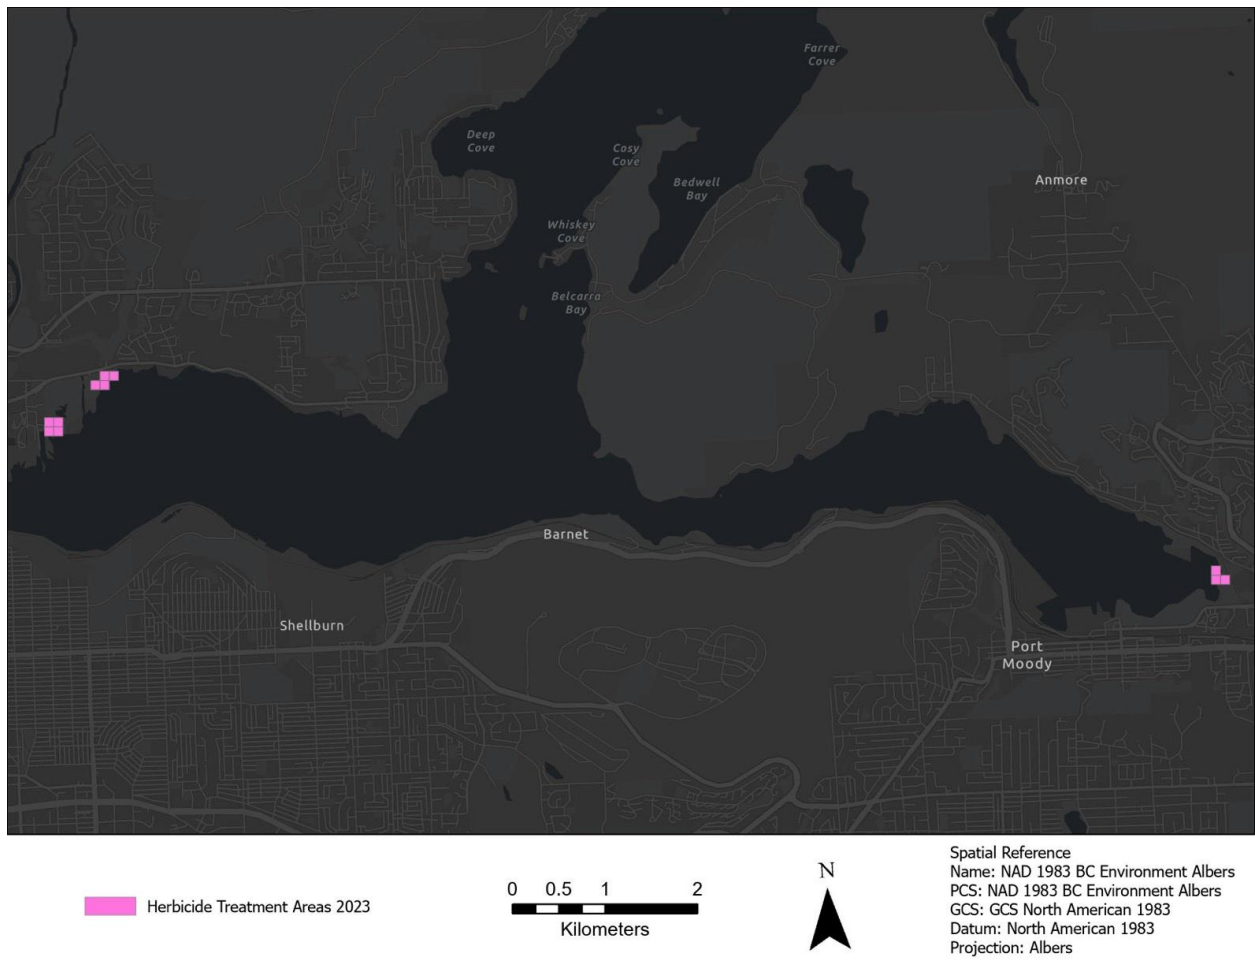 Farrer
Cove
Deep
Cove
Cosy
Cove
Bedwell
Bay
Anmore
Whiskey
Cove
Belcarra
Bay
Barnet
Shellburn
Port
Moody
Herbicide Treatment Areas 2023
0 0.5 1 2
Kilometers
N
Spatial Reference
Name: NAD 1983 BC Environment Albers
PCS: NAD 1983 BC Environment Albers
GCS: GCS North American 1983
Datum: North American 1983
Projection: Albers